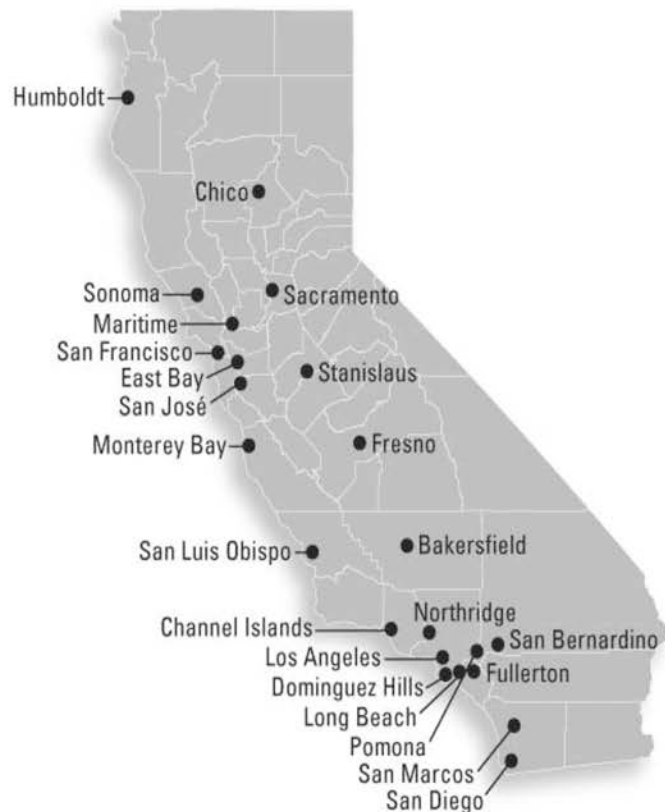 Humboldt
Chico
Sonoma
Sacramento
Maritime
San Francisco
East Bay
Stanislaus
San José
Monterey Bay
Fresno
San Luis Obispo
Bakersfield
Northridge
Channel Islands
San Bernardino
Los Angeles
Fullerton
Dominguez Hills
Long Beach
Pomona
San Marcos
San Diego